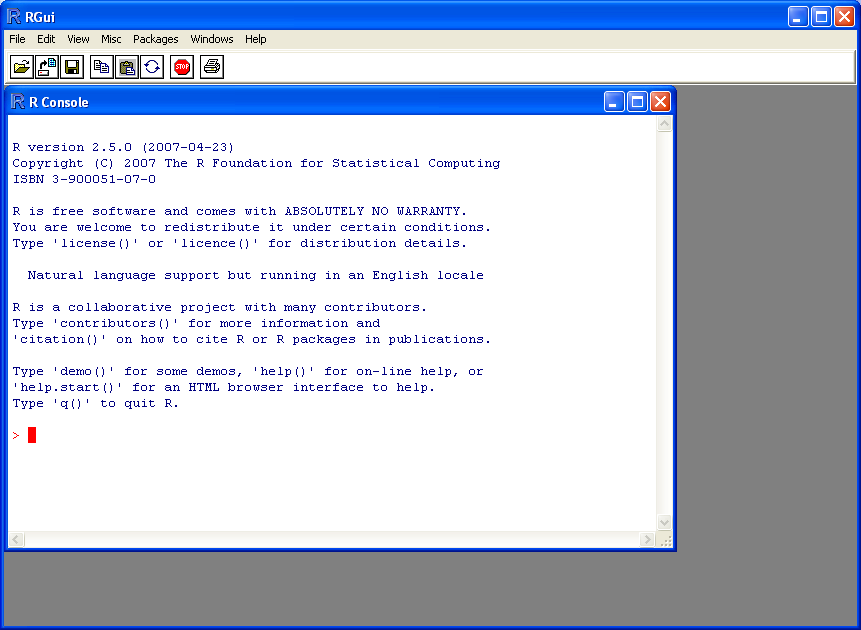 RGui
File Edit View Misc Packages Windows Help
STOP
R Console
R version 2.5.0 (2007-04-23)
Copyright (C) 2007 The R Foundation for Statistical Computing
ISBN 3-900051-07-0
R is free software and comes with ABSOLUTELY NO WARRANTY.
You are welcome to redistribute it under certain conditions.
Type 'license()' or 'licence()' for distribution details.
Natural language support but running in an English locale
R is a collaborative project with many contributors.
Type 'contributors()' for more information and
'citation()' on how to cite R or R packages in publications.
Type 'demo()' for some demos, 'help()' for on-line help, or
'help.start()' for an HTML browser interface to help.
Type 'q()' to quit R.
>